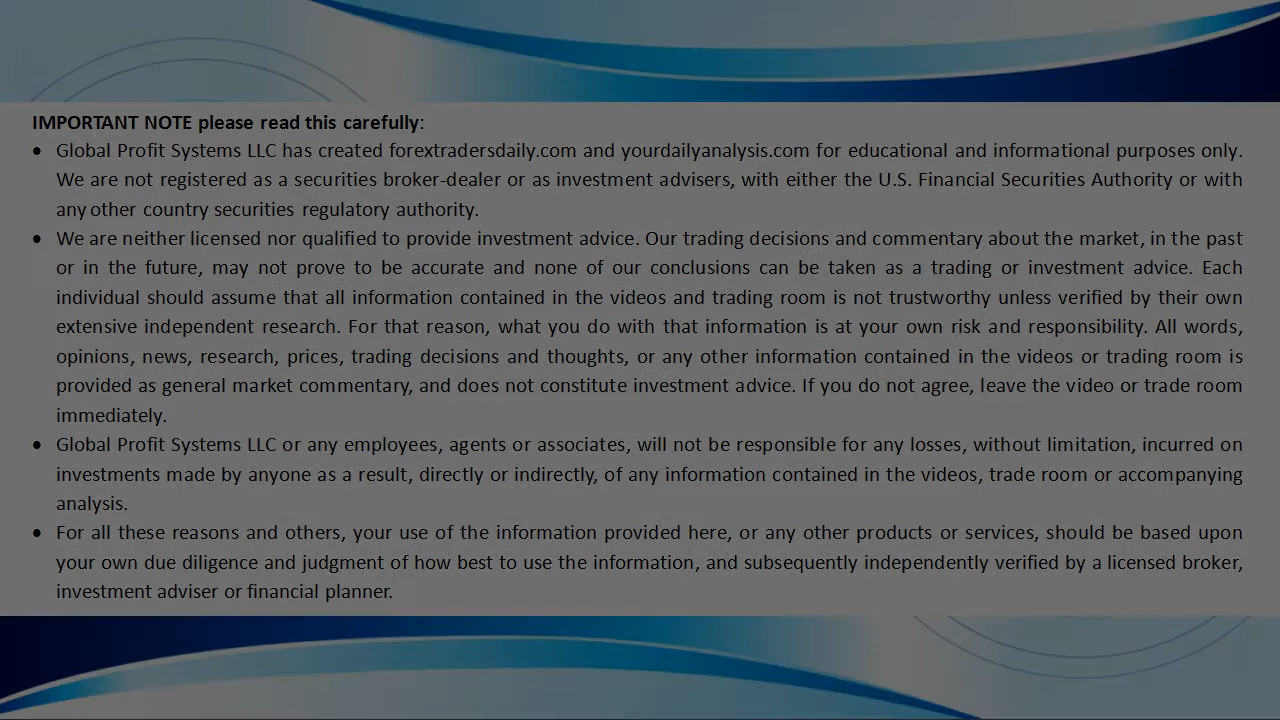 IMPORTANT NOTE please read this carefully:
• Global Profit Systems LLC has created forextradersdaily.com and yourdailyanalysis.com for educational and informational purposes only.
We are not registered as a securities broker-dealer or as investment advisers, with either the U.S. Financial Securities Authority or with
any other country securities regulatory authority.
• We are neither licensed nor qualified to provide investment advice. Our trading decisions and commentary about the market, in the past
or in the future, may not prove to be accurate and none of our conclusions can be taken as a trading or investment advice. Each
individual should assume that all information contained in the videos and trading room is not trustworthy unless verified by their own
extensive independent research. For that reason, what you do with that information is at your own risk and responsibility. All words,
opinions, news, research, prices, trading decisions and thoughts, or any other information contained in the videos or trading room is
provided as general market commentary, and does not constitute investment advice. If you do not agree, leave the video or trade room
immediately.
• Global Profit Systems LLC or any employees, agents or associates, will not be responsible for any losses, without limitation, incurred on
investments made by anyone as a result, directly or indirectly, of any information contained in the videos, trade room or accompanying
analysis.
• For all these reasons and others, your use of the information provided here, or any other products or services, should be based upon
your own due diligence and judgment of how best to use the information, and subsequently independently verified by a licensed broker,
investment adviser or financial planner.